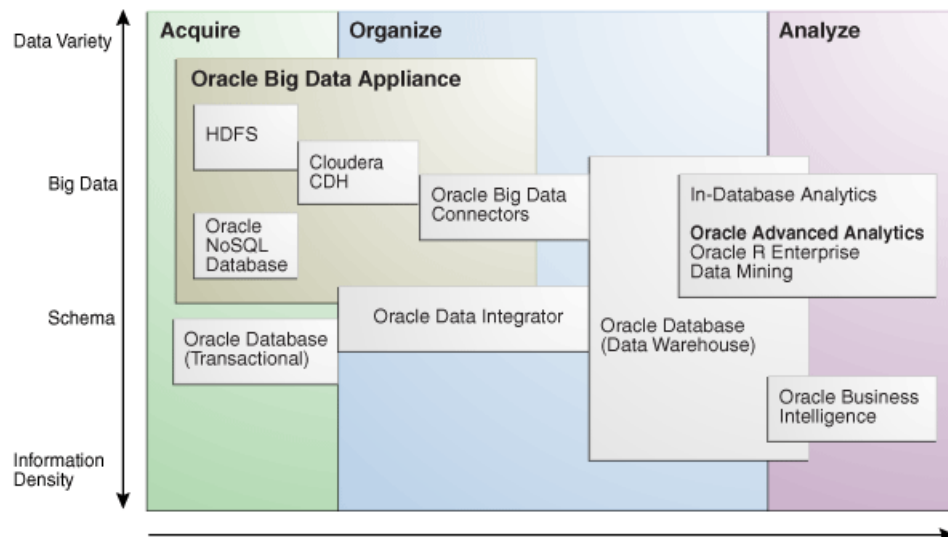 Data Variety
Big Data
Schema
Information
Density
Acquire
Organize
Analyze
Oracle Big Data Appliance
HDFS
Cloudera
CDH
Oracle Big Data
Connectors
Oracle
NoSQL
Database
In-Database Analytics
Oracle Advanced Analytics
Oracle R Enterprise
Data Mining
Oracle Data Integrator
Oracle Database
(Transactional)
Oracle Database
(Data Warehouse)
Oracle Business
Intelligence